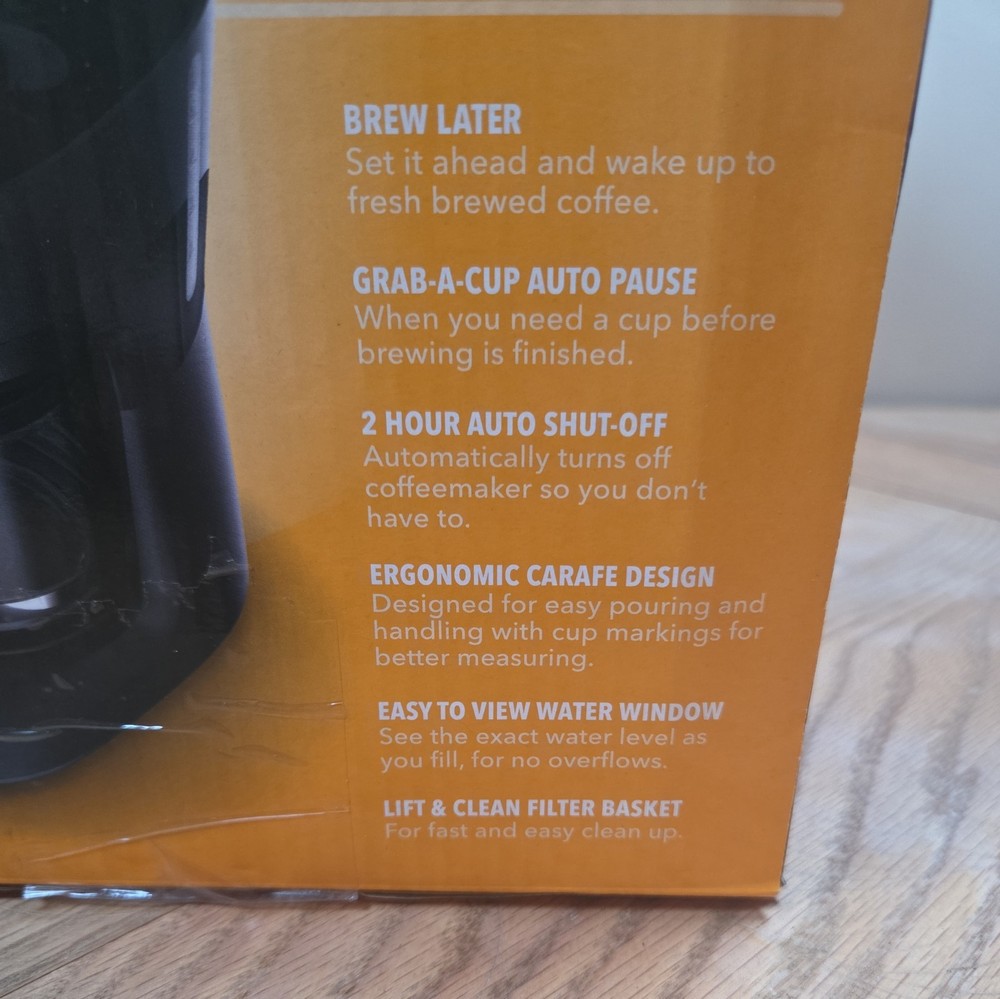 BREW LATER
Set it ahead and wake up to
fresh brewed coffee.
GRAB-A-CUP AUTO PAUSE
When you need a cup before
brewing is finished.
2 HOUR AUTO SHUT-OFF
Automatically turns off
coffeemaker so you don't
have to.
ERGONOMIC CARAFE DESIGN
Designed for easy pouring and
handling with cup markings for
better measuring.
EASY TO VIEW WATER WINDOW
See the exact water level as
you fill, for no overflows.
LIFT & CLEAN FILTER BASKET
For fast and easy clean up.